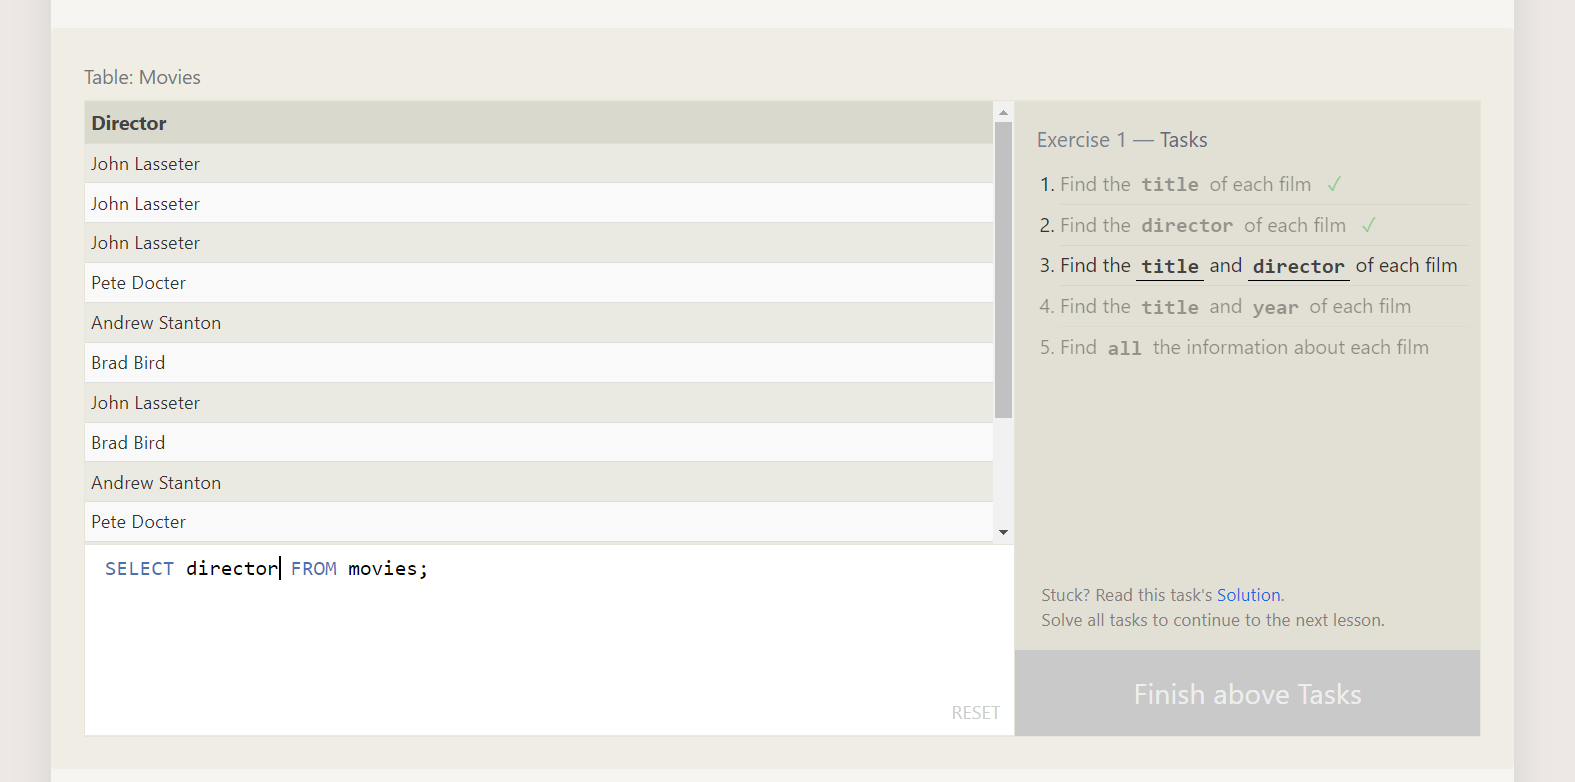 Table: Movies
Director
John Lasseter
John Lasseter
John Lasseter
Pete Docter
Andrew Stanton
Brad Bird
John Lasseter
Brad Bird
Andrew Stanton
Pete Docter
SELECT director FROM movies;
RESET
Exercise 1 — Tasks
1. Find the title of each film ✓
2. Find the director of each film ✓
3. Find the title and director of each film
4. Find the title and year of each film
5. Find all the information about each film
Stuck? Read this task's Solution.
Solve all tasks to continue to the next lesson.
Finish above Tasks